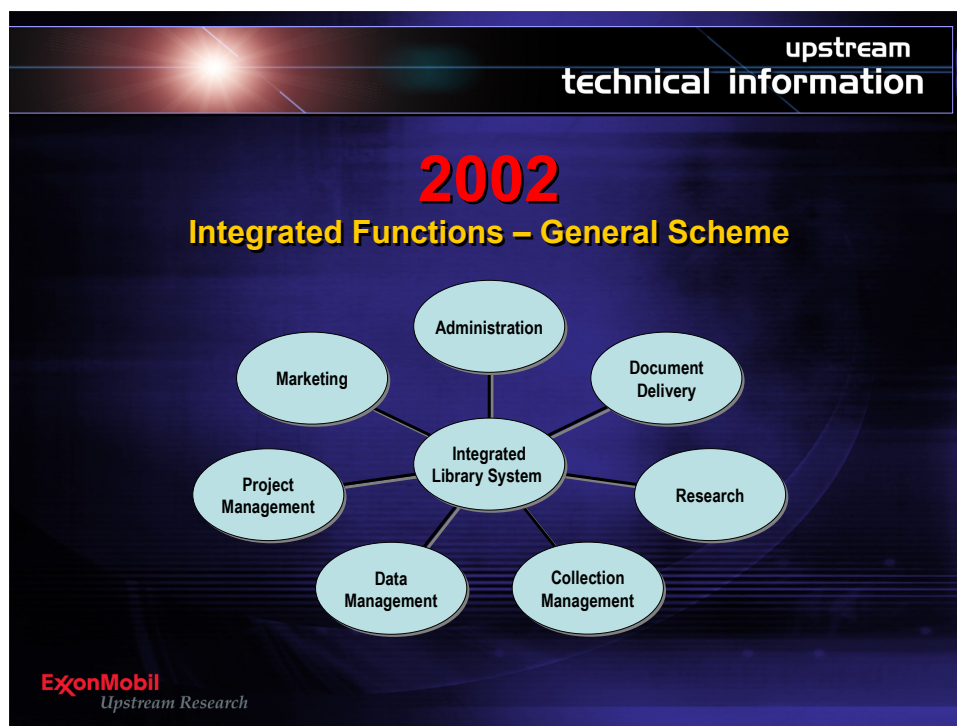 upstream
technical information
2002
Integrated Functions – General Scheme
Administration
Marketing
Document
Delivery
Integrated
Library System
Project
Management
Research
Data
Management
Collection
Management
ExxonMobil
Upstream Research